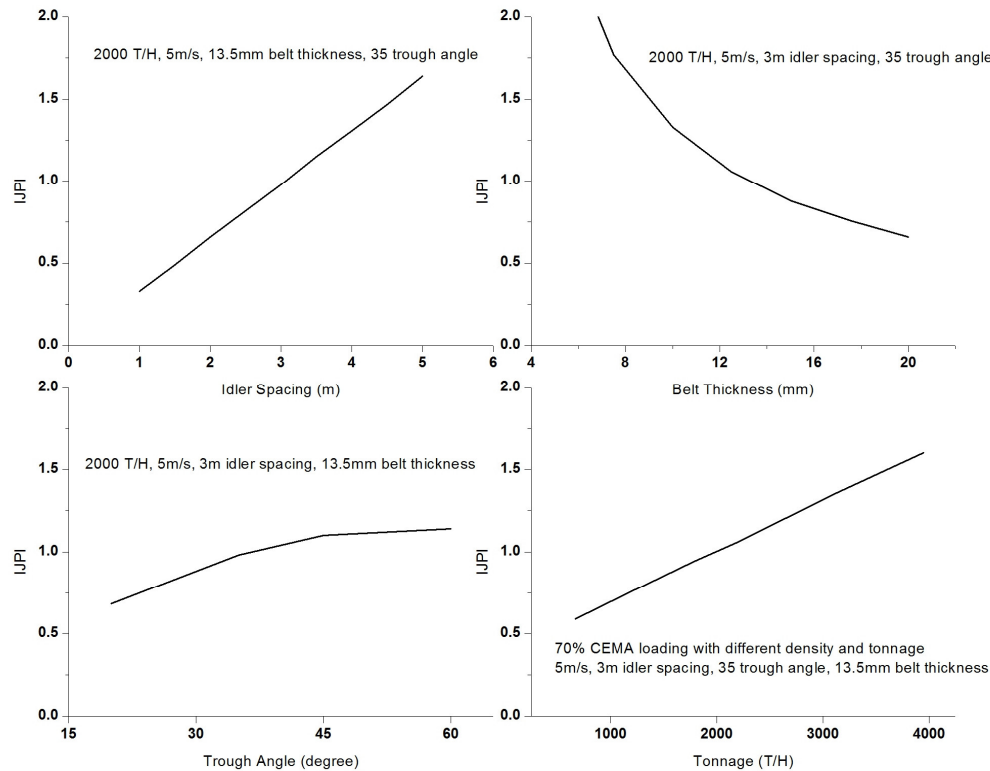 2.0
1.5
1.0
0.5
0.0
IJPI
2000 T/H, 5m/s, 13.5mm belt thickness, 35 trough angle
0 1 2 3 4 5 6
Idler Spacing (m)
2.0
1.5
1.0
0.5
0.0
IJPI
2000 T/H, 5m/s, 3m idler spacing, 35 trough angle
4 8 12 16 20
Belt Thickness (mm)
2.0
1.5
1.0
0.5
0.0
IJPI
2000 T/H, 5m/s, 3m idler spacing, 13.5mm belt thickness
15 30 45 60
Trough Angle (degree)
2.0
1.5
1.0
0.5
0.0
IJPI
70% CEMA loading with different density and tonnage
5m/s, 3m idler spacing, 35 trough angle, 13.5mm belt thickness
1000 2000 3000 4000
Tonnage (T/H)